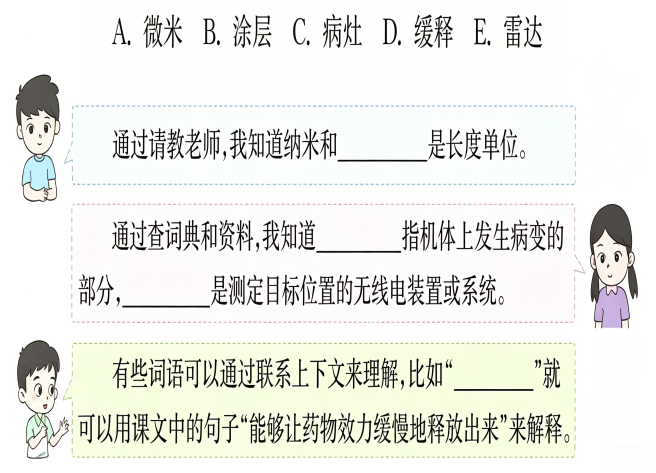 A. 微米 B. 涂层 C. 病灶 D. 缓释 E. 雷达
通过请教老师,我知道纳米和________是长度单位。
通过查词典和资料,我知道________指机体上发生病变的
部分,________是测定目标位置的无线电装置或系统。
有些词语可以通过联系上下文来理解,比如“________”就
可以用课文中的句子“能够让药物效力缓慢地释放出来”来解释。